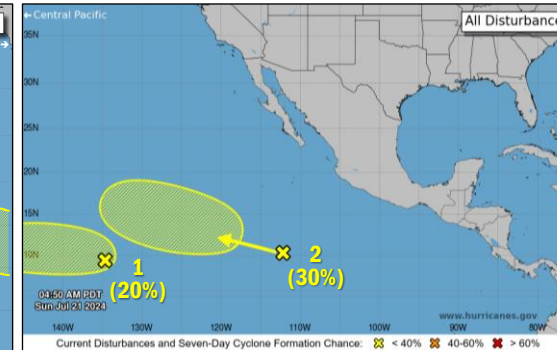 ← Central Pacific
All Disturbance
35N
30N
25N
20N
15N
10N
1
(20%)
2
(30%)
04:50 AM PDT
Sun Jul 21 2024
www.hurricanes.gov
140W 130W 120W 110W 100W 90W 80W
Current Disturbances and Seven-Day Cyclone Formation Chance: < 40% 40-60% > 60%